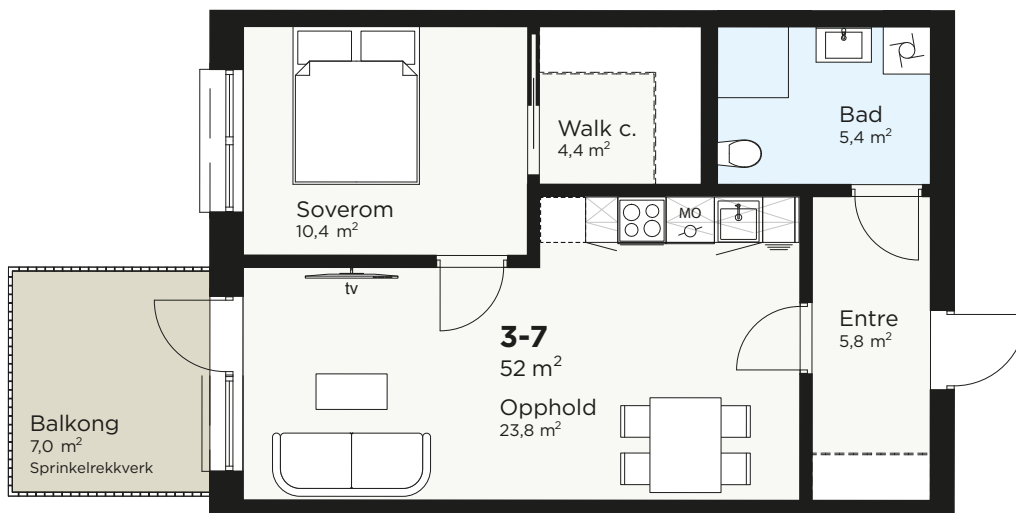 Bad
5,4 m²
Walk c.
4,4 m²
Soverom
10,4 m²
MO
tv
3-7
52 m²
Entre
5,8 m²
Opphold
23,8 m²
Balkong
7,0 m²
Sprinkelrekkverk